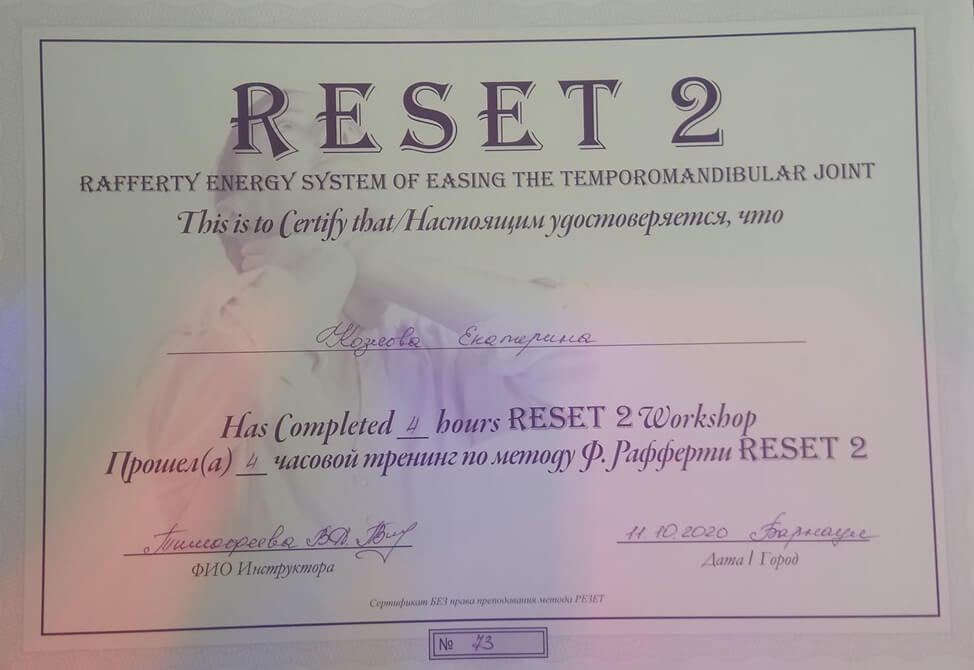 RESET 2
RAFFERTY ENERGY SYSTEM OF EASING THE TEMPOROMANDIBULAR JOINT
This is to Certify that/Настоящим удостоверяется, что
Козлова Екатерина
Has Completed 4 hours RESET 2 Workshop
Прошел(а) 4 часовой тренинг по методу Ф. Рафферти RESET 2
Тимофеева В.Д. 11.10.2020 Барнаул
ФИО Инструктора Дата / Город
Сертификат БЕЗ права преподавания метода РЕЗЕТ
№ 73